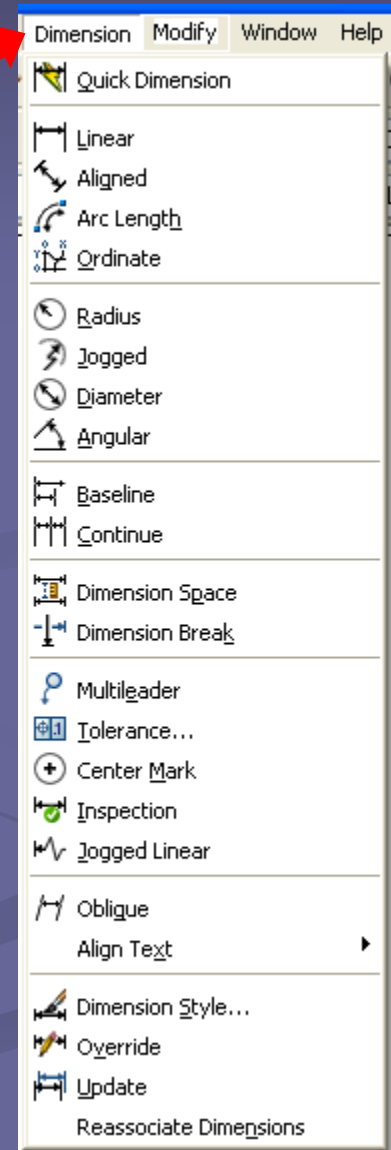 Dimension Modify Window Help
Quick Dimension
Linear
Aligned
Arc Length
Ordinate
Radius
Jogged
Diameter
Angular
Baseline
Continue
Dimension Space
Dimension Break
Multileader
Tolerance...
Center Mark
Inspection
Jogged Linear
Oblique
Align Text
Dimension Style...
Override
Update
Reassociate Dimensions